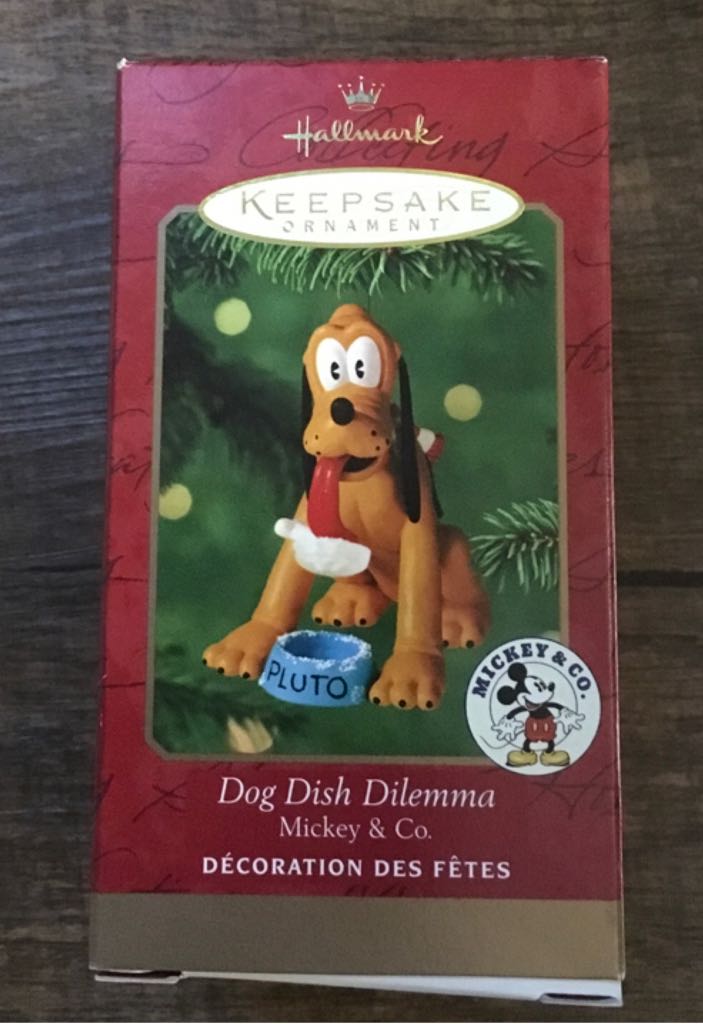 Hallmark
KEEPSAKE
ORNAMENT
PLUTO
MICKEY & CO.
Dog Dish Dilemma
Mickey & Co.
DÉCORATION DES FÊTES